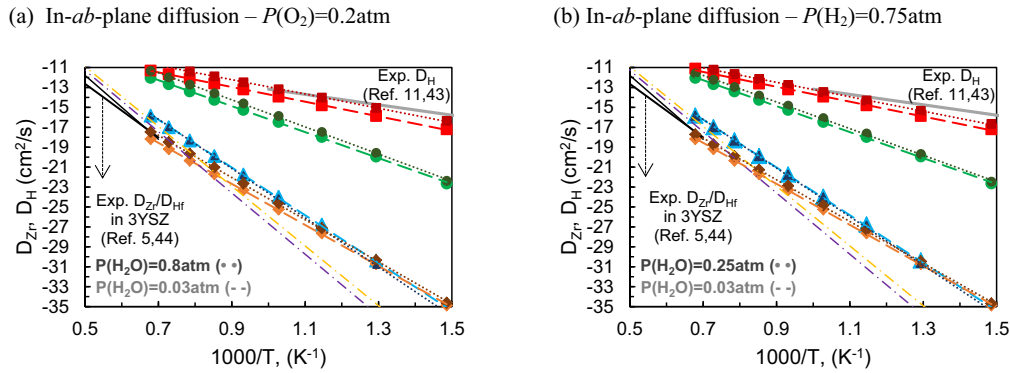 (a) In-ab-plane diffusion – P(O2)=0.2atm
-11
-13
-15
-17
-19
-21
-23
-25
-27
-29
-31
-33
-35
DZr, DH (cm2/s)
Exp. DH
(Ref. 11,43)
Exp. DZr/DHf
in 3YSZ
(Ref. 5,44)
P(H2O)=0.8atm (• •)
P(H2O)=0.03atm (- -)
0.5 0.7 0.9 1.1 1.3 1.5
1000/T, (K-1)
(b) In-ab-plane diffusion – P(H2)=0.75atm
-11
-13
-15
-17
-19
-21
-23
-25
-27
-29
-31
-33
-35
DZr, DH (cm2/s)
Exp. DH
(Ref. 11,43)
Exp. DZr/DHf
in 3YSZ
(Ref. 5,44)
P(H2O)=0.25atm (• •)
P(H2O)=0.03atm (- -)
0.5 0.7 0.9 1.1 1.3 1.5
1000/T, (K-1)